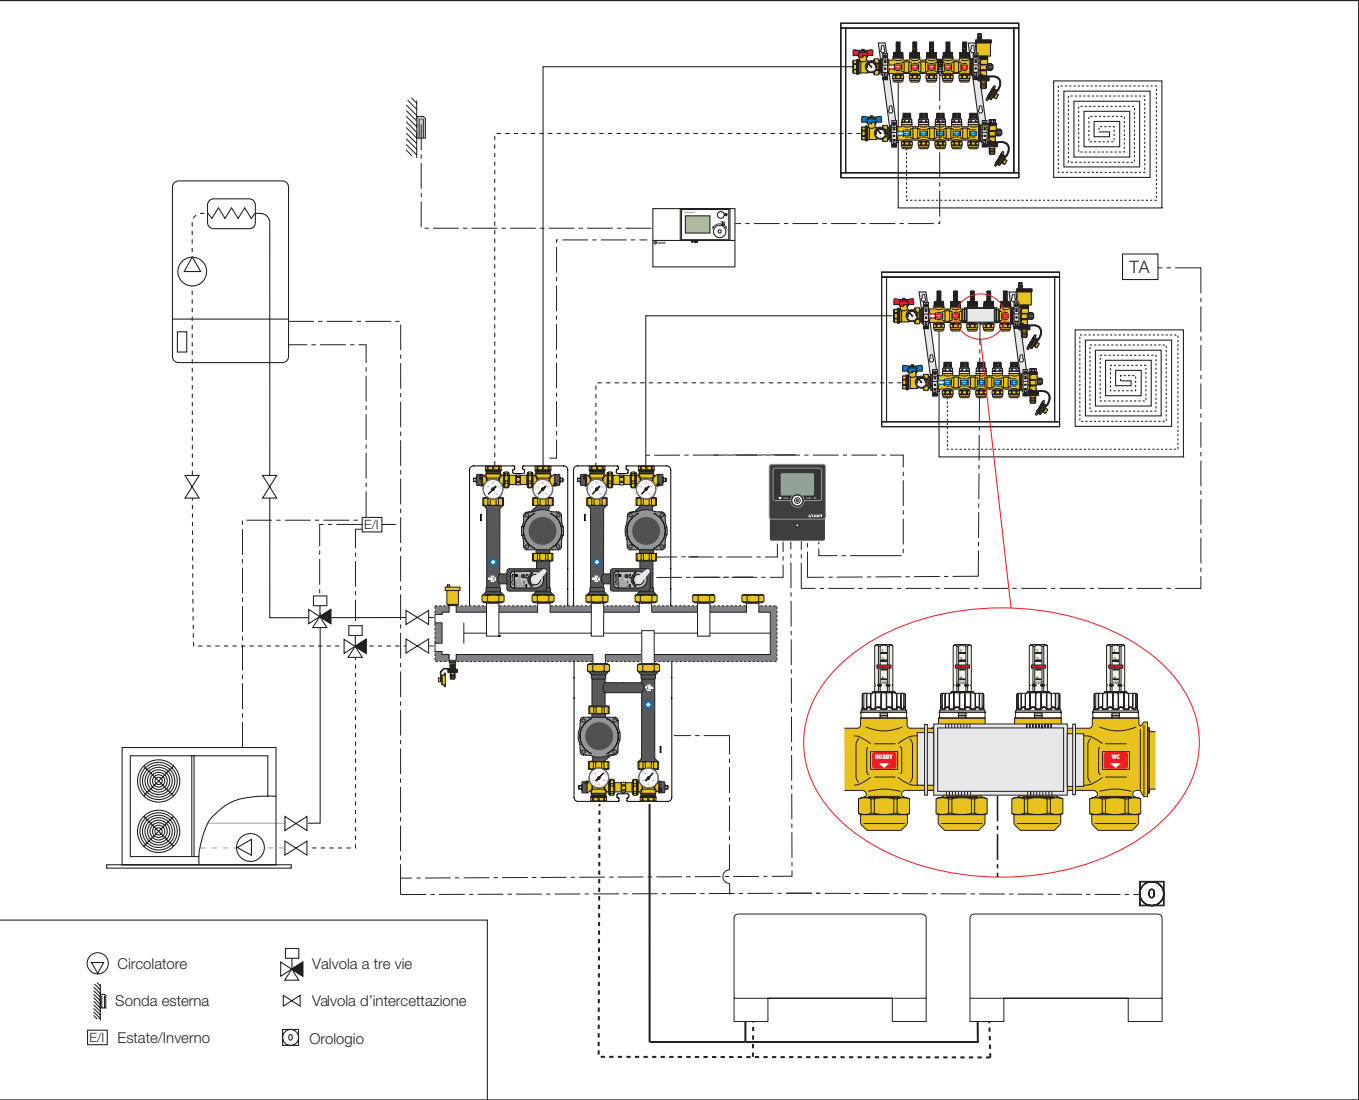 TA
E/I
HOBBY
WC
O
Circolatore
Valvola a tre vie
Sonda esterna
Valvola d'intercettazione
E/I
Estate/Inverno
O
Orologio